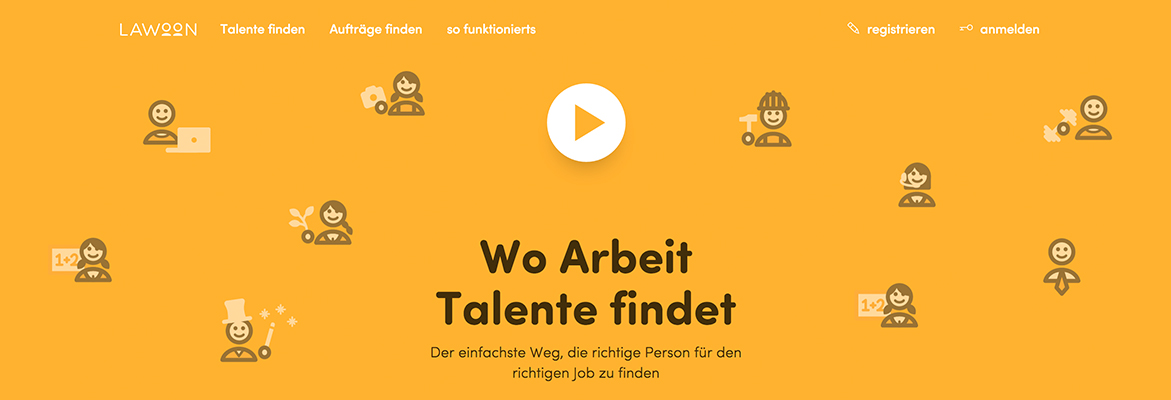 LAWOON Talente finden Aufträge finden so funktionierts registrieren anmelden
1+2
Wo Arbeit
Talente findet
1+2
Der einfachste Weg, die richtige Person für den
richtigen Job zu finden